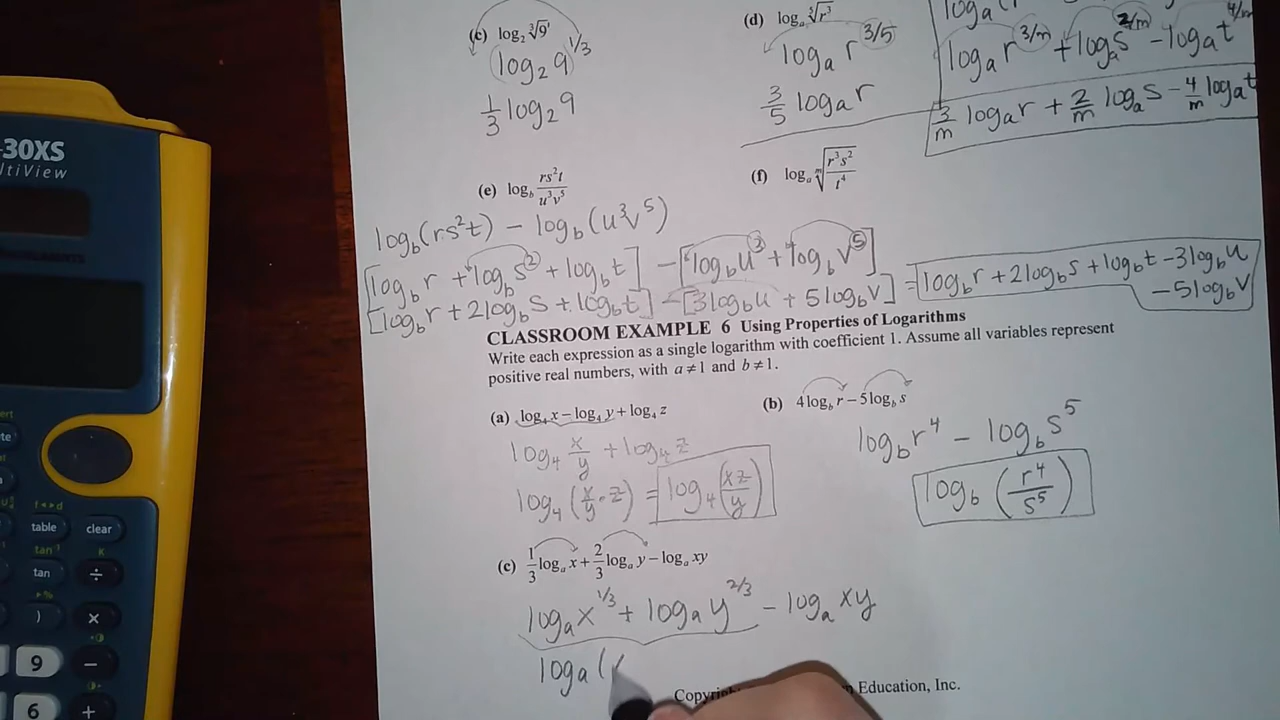 (c) log₂ ∛9
log₂ 9^1/3
1/3 log₂ 9
(d) logₐ ⁵√r³
logₐ r^3/5
3/5 logₐ r
logₐ r^3/m + logₐ s^2/m − logₐ t^4/m
3/m logₐ r + 2/m logₐ s − 4/m logₐ t
(e) log_b rs²t/u³v⁵
(f) logₐ ᵐ√(r³s²/t⁴)
log_b (rs²t) − log_b (u³v⁵)
[log_b r + log_b s² + log_b t] − [log_b u³ + log_b v⁵]
[log_b r + 2log_b s + log_b t] − [3log_b u + 5log_b v] = log_b r + 2log_b s + log_b t − 3log_b u
− 5log_b v
CLASSROOM EXAMPLE 6 Using Properties of Logarithms
Write each expression as a single logarithm with coefficient 1. Assume all variables represent
positive real numbers, with a ≠ 1 and b ≠ 1.
(a) log₄ x − log₄ y + log₄ z
log₄ x/y + log₄ z
log₄ (x/y • z) = log₄ (xz/y)
(b) 4 log_b r − 5 log_b s
log_b r⁴ − log_b s⁵
log_b (r⁴/s⁵)
(c) 1/3 logₐ x + 2/3 logₐ y − logₐ xy
logₐ x^1/3 + logₐ y^2/3 − logₐ xy
logₐ (
Education, Inc.
-30XS
MultiView
table
clear
tan⁻¹
tan
÷
)
×
9
−
6
+